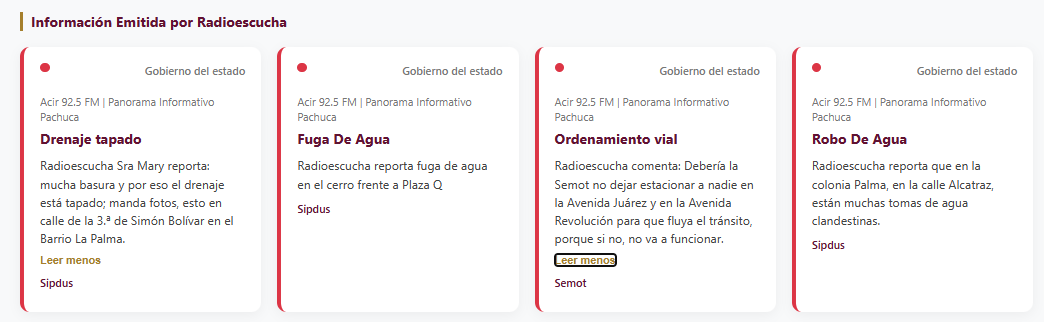 Información Emitida por Radioescucha
Gobierno del estado
Acir 92.5 FM | Panorama Informativo
Pachuca
Drenaje tapado
Radioescucha Sra Mary reporta:
mucha basura y por eso el drenaje
está tapado; manda fotos, esto en
calle de la 3.ª de Simón Bolívar en el
Barrio La Palma.
Leer menos
Sipdus
Gobierno del estado
Acir 92.5 FM | Panorama Informativo
Pachuca
Fuga De Agua
Radioescucha reporta fuga de agua
en el cerro frente a Plaza Q
Sipdus
Gobierno del estado
Acir 92.5 FM | Panorama Informativo
Pachuca
Ordenamiento vial
Radioescucha comenta: Debería la
Semot no dejar estacionar a nadie en
la Avenida Juárez y en la Avenida
Revolución para que fluya el tránsito,
porque si no, no va a funcionar.
Leer menos
Semot
Gobierno del estado
Acir 92.5 FM | Panorama Informativo
Pachuca
Robo De Agua
Radioescucha reporta que en la
colonia Palma, en la calle Alcatraz,
están muchas tomas de agua
clandestinas.
Sipdus